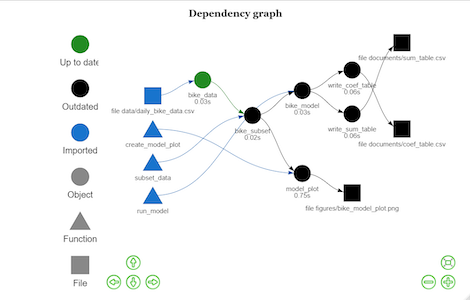 Dependency graph
Up to date
Outdated
Imported
Object
Function
File
file data/daily_bike_data.csv
create_model_plot
subset_data
run_model
bike_data
0.03s
bike_subset
0.02s
bike_model
0.03s
model_plot
0.75s
write_coef_table
0.06s
write_sum_table
0.06s
file figures/bike_model_plot.png
file documents/sum_table.csv
file documents/coef_table.csv